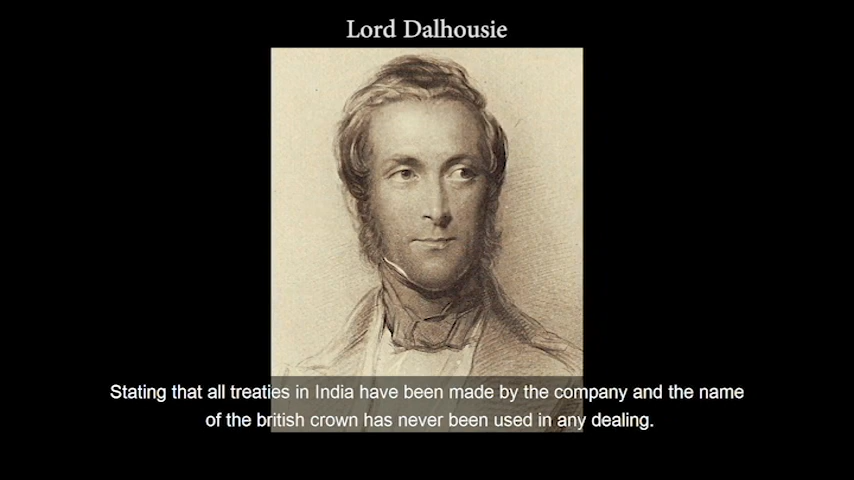 Lord Dalhousie
Stating that all treaties in India have been made by the company and the name
of the british crown has never been used in any dealing.